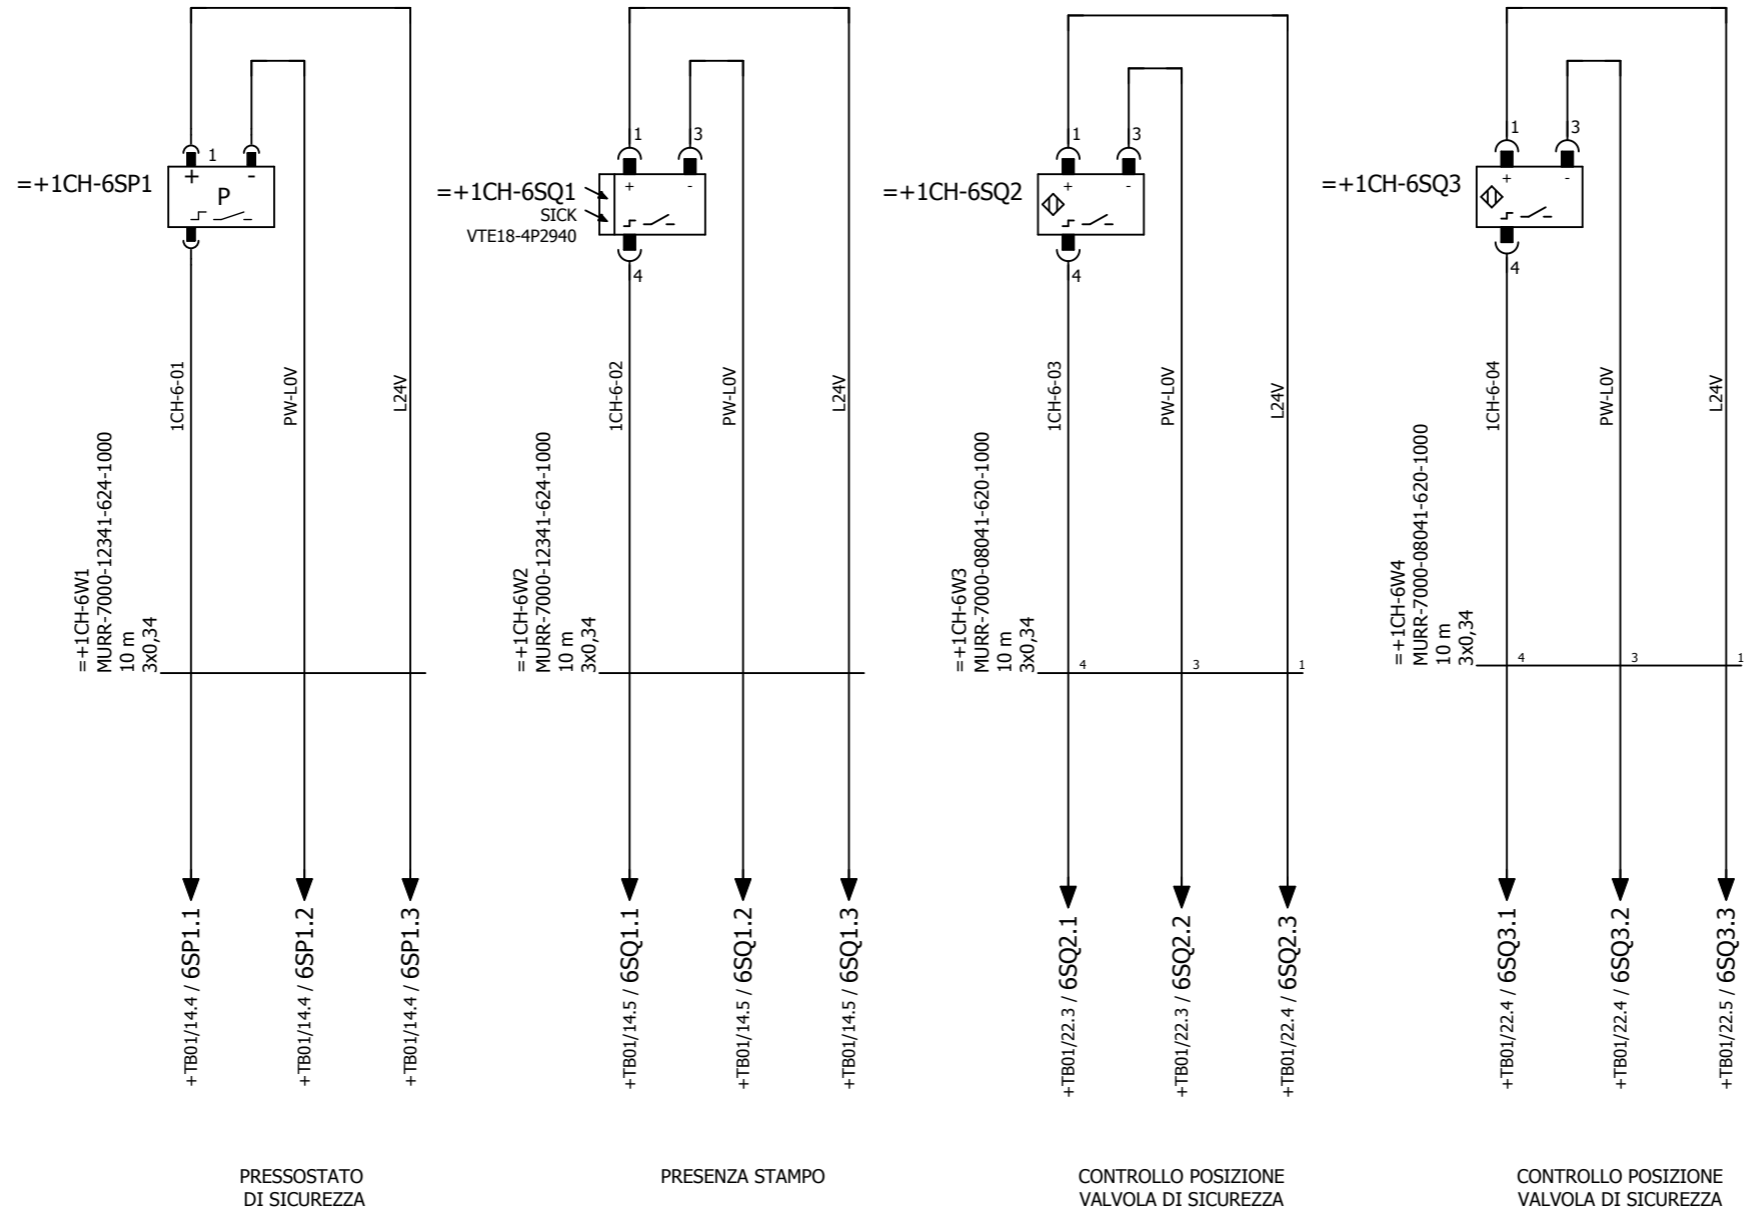 =+1CH-6SP1
1
+
-
P
1CH-6-01
PW-L0V
L24V
=+1CH-6W1
MURR-7000-12341-624-1000
10 m
3x0,34
+TB01/14.4 / 6SP1.1
+TB01/14.4 / 6SP1.2
+TB01/14.4 / 6SP1.3
PRESSOSTATO
DI SICUREZZA
=+1CH-6SQ1
SICK
VTE18-4P2940
1
3
+
-
4
1CH-6-02
PW-L0V
L24V
=+1CH-6W2
MURR-7000-12341-624-1000
10 m
3x0,34
+TB01/14.5 / 6SQ1.1
+TB01/14.5 / 6SQ1.2
+TB01/14.5 / 6SQ1.3
PRESENZA STAMPO
=+1CH-6SQ2
1
3
+
-
4
1CH-6-03
PW-L0V
L24V
=+1CH-6W3
MURR-7000-08041-620-1000
10 m
3x0,34
4
3
1
+TB01/22.3 / 6SQ2.1
+TB01/22.3 / 6SQ2.2
+TB01/22.4 / 6SQ2.3
CONTROLLO POSIZIONE
VALVOLA DI SICUREZZA
=+1CH-6SQ3
1
3
+
-
4
1CH-6-04
PW-L0V
L24V
=+1CH-6W4
MURR-7000-08041-620-1000
10 m
3x0,34
4
3
1
+TB01/22.4 / 6SQ3.1
+TB01/22.4 / 6SQ3.2
+TB01/22.5 / 6SQ3.3
CONTROLLO POSIZIONE
VALVOLA DI SICUREZZA